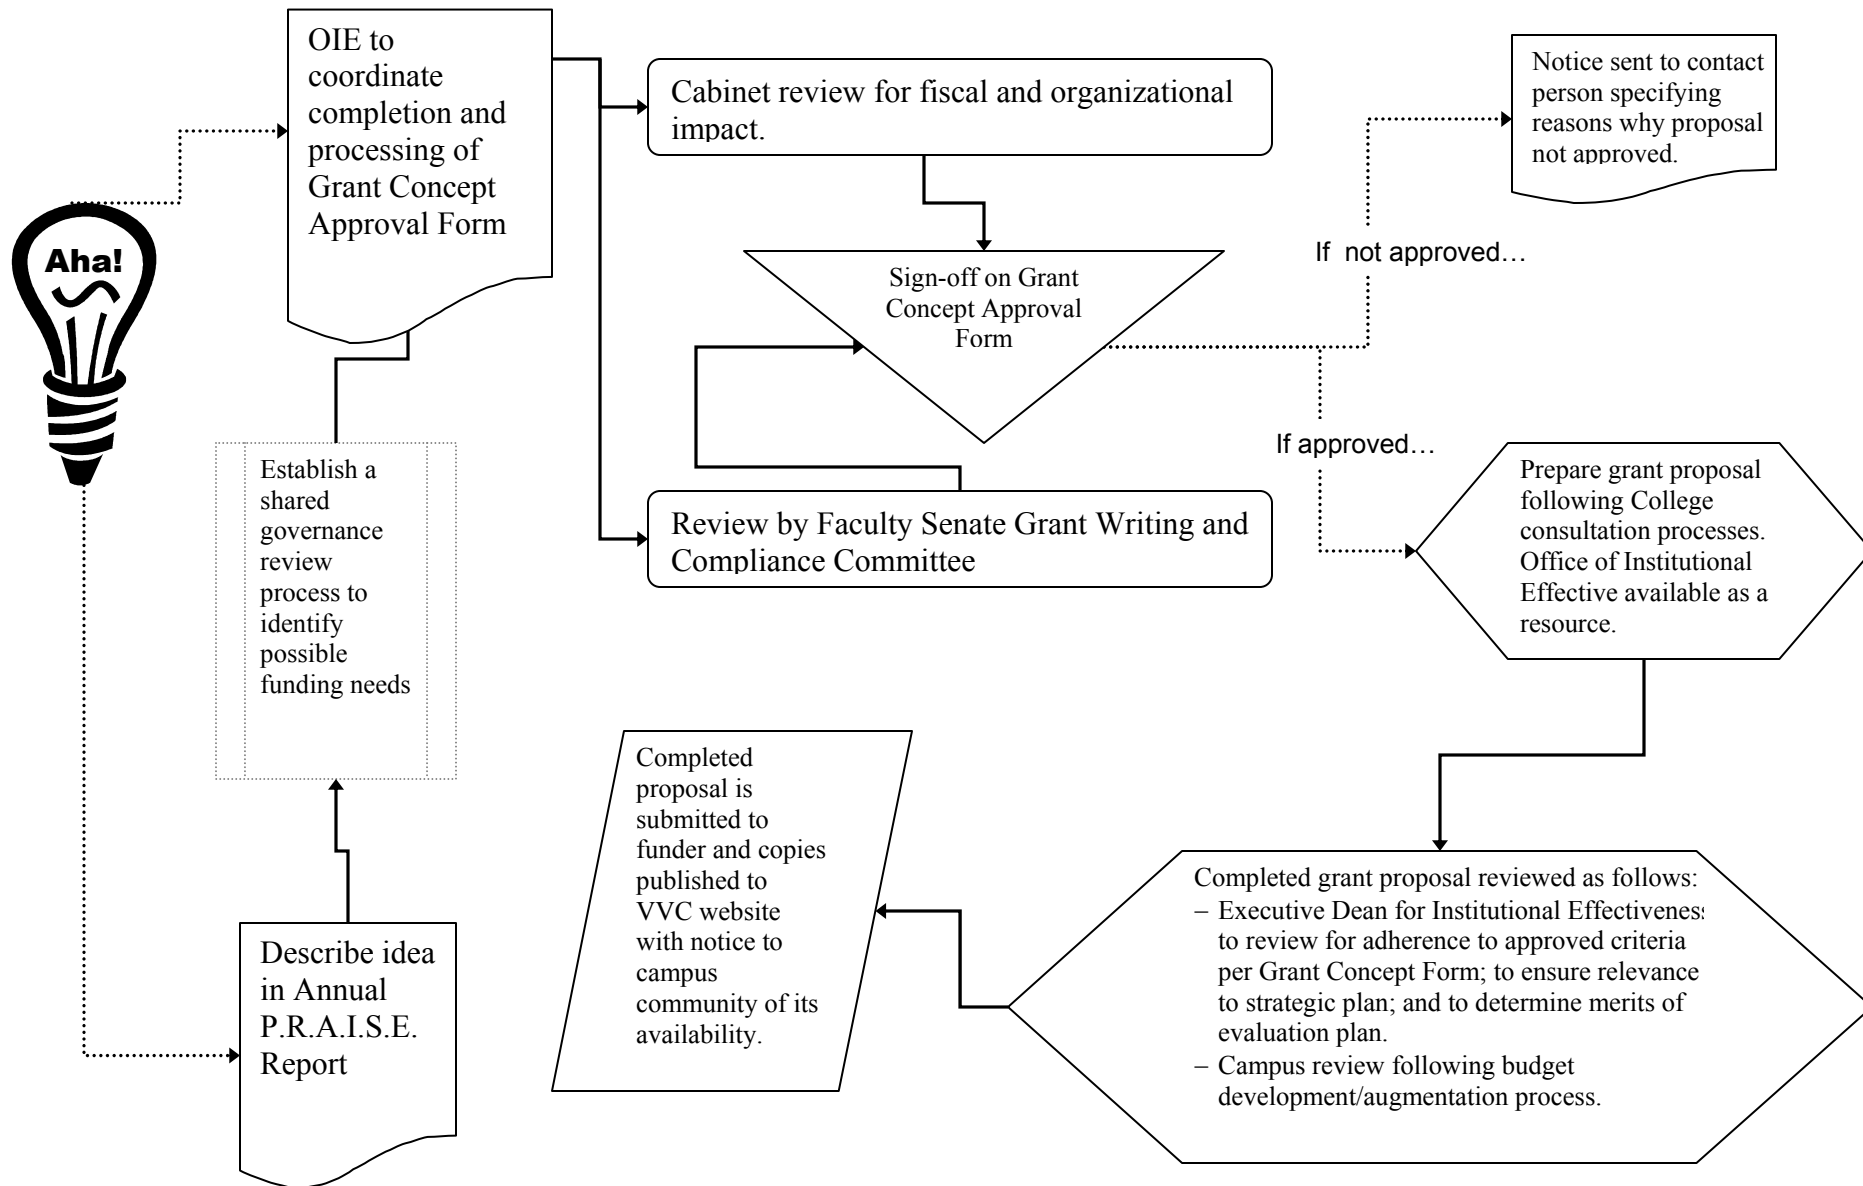 Aha!
OIE to
coordinate
completion and
processing of
Grant Concept
Approval Form
Cabinet review for fiscal and organizational
impact.
Notice sent to contact
person specifying
reasons why proposal
not approved.
Sign-off on Grant
Concept Approval
Form
If not approved…
If approved…
Review by Faculty Senate Grant Writing and
Compliance Committee
Establish a
shared
governance
review
process to
identify
possible
funding needs
Prepare grant proposal
following College
consultation processes.
Office of Institutional
Effective available as a
resource.
Describe idea
in Annual
P.R.A.I.S.E.
Report
Completed
proposal is
submitted to
funder and copies
published to
VVC website
with notice to
campus
community of its
availability.
Completed grant proposal reviewed as follows:
– Executive Dean for Institutional Effectiveness
to review for adherence to approved criteria
per Grant Concept Form; to ensure relevance
to strategic plan; and to determine merits of
evaluation plan.
– Campus review following budget
development/augmentation process.